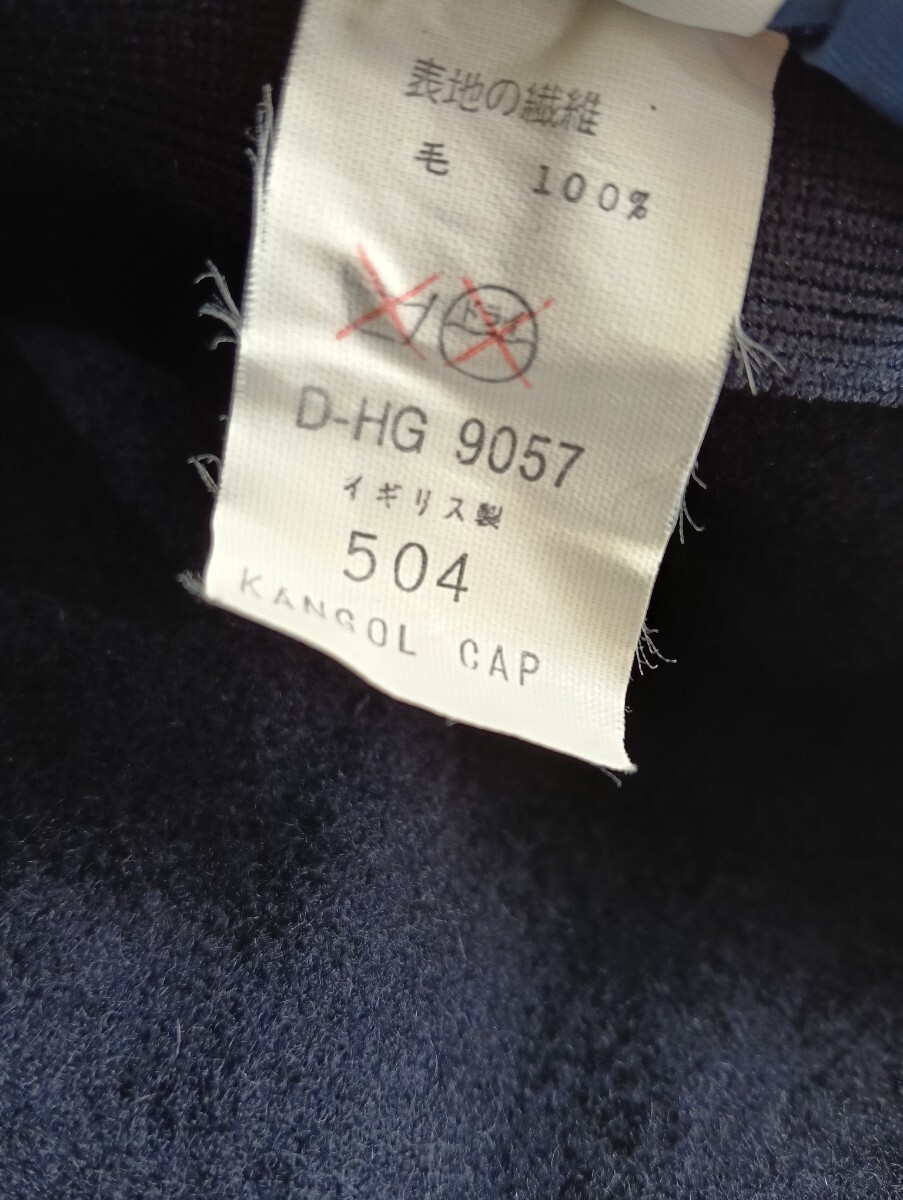 表地の繊維
毛 100%
ドライ
D-HG 9057
イギリス製
504
KANGOL CAP